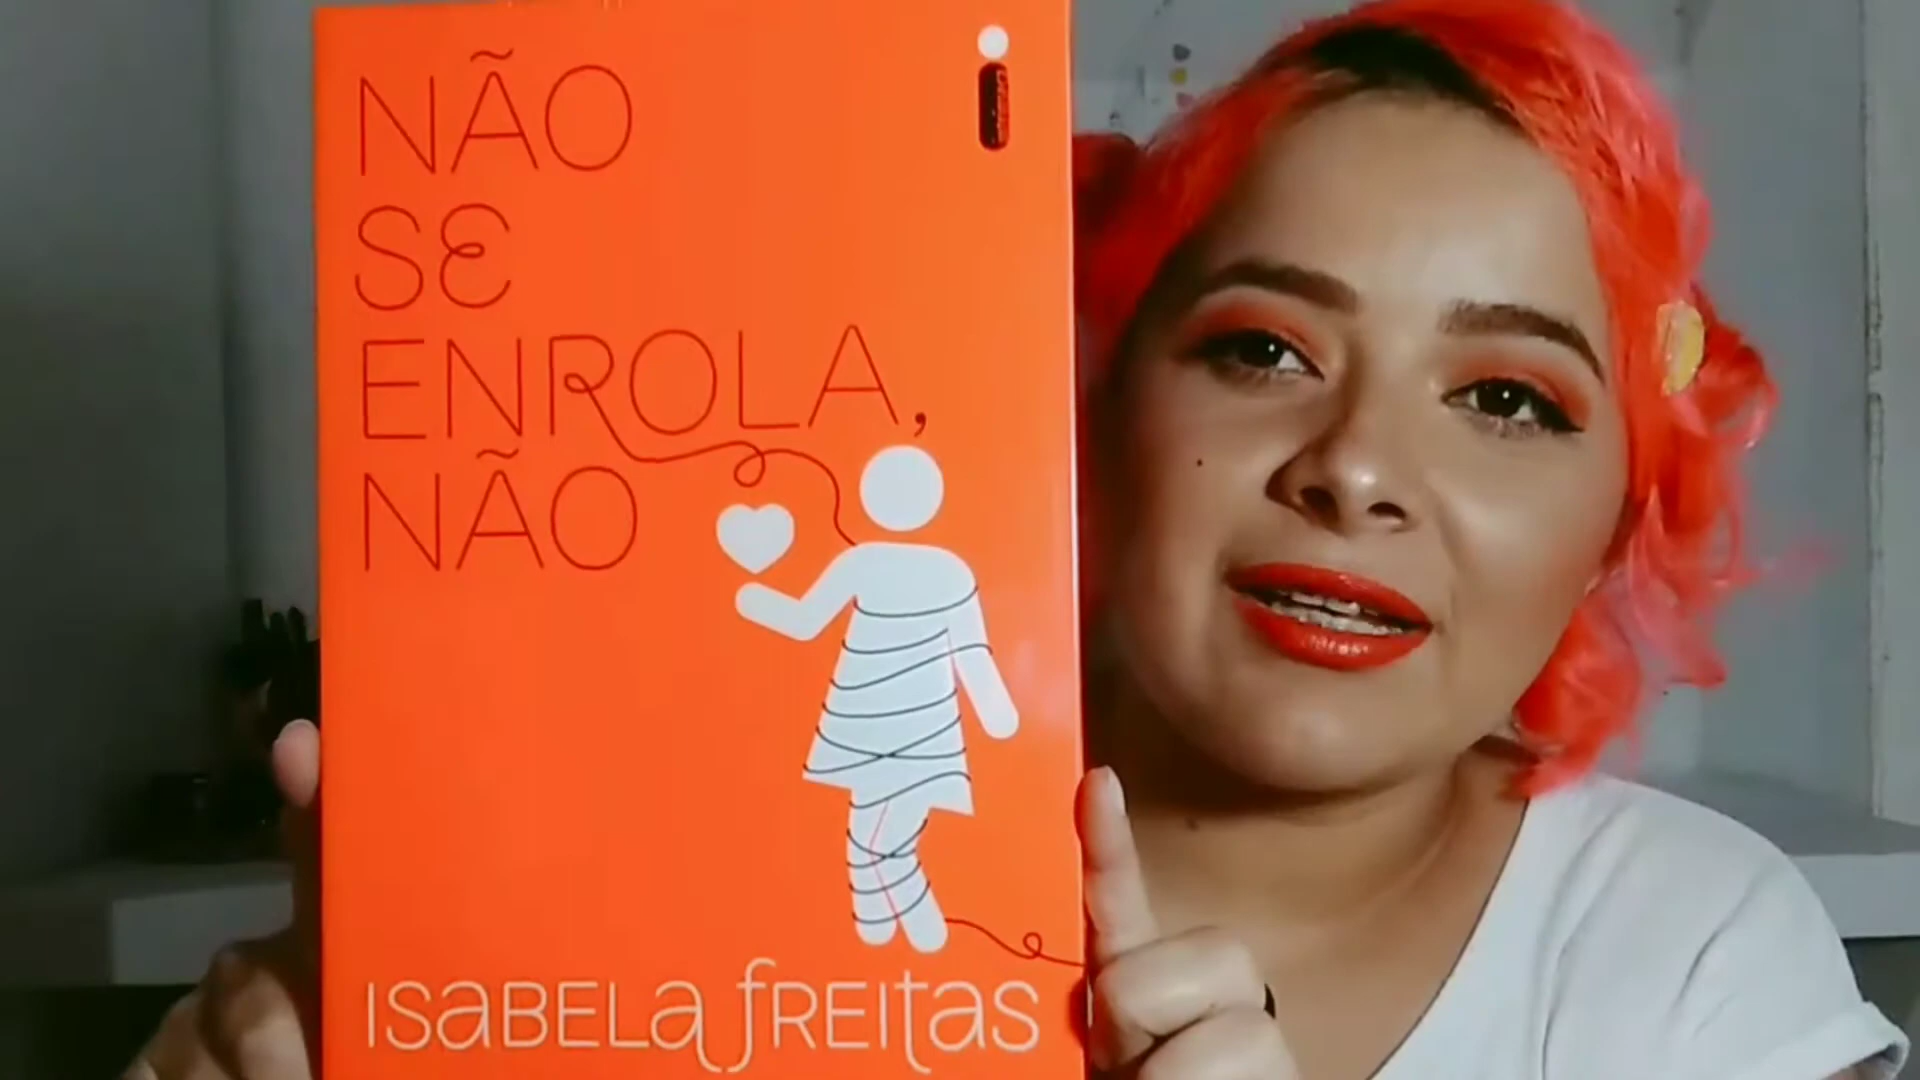 NÃO
SE
ENROLA,
NÃO
ISABELA FREITAS